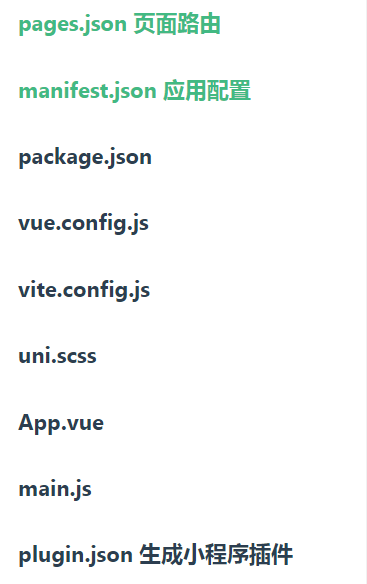 pages.json 页面路由
manifest.json 应用配置
package.json
vue.config.js
vite.config.js
uni.scss
App.vue
main.js
plugin.json 生成小程序插件